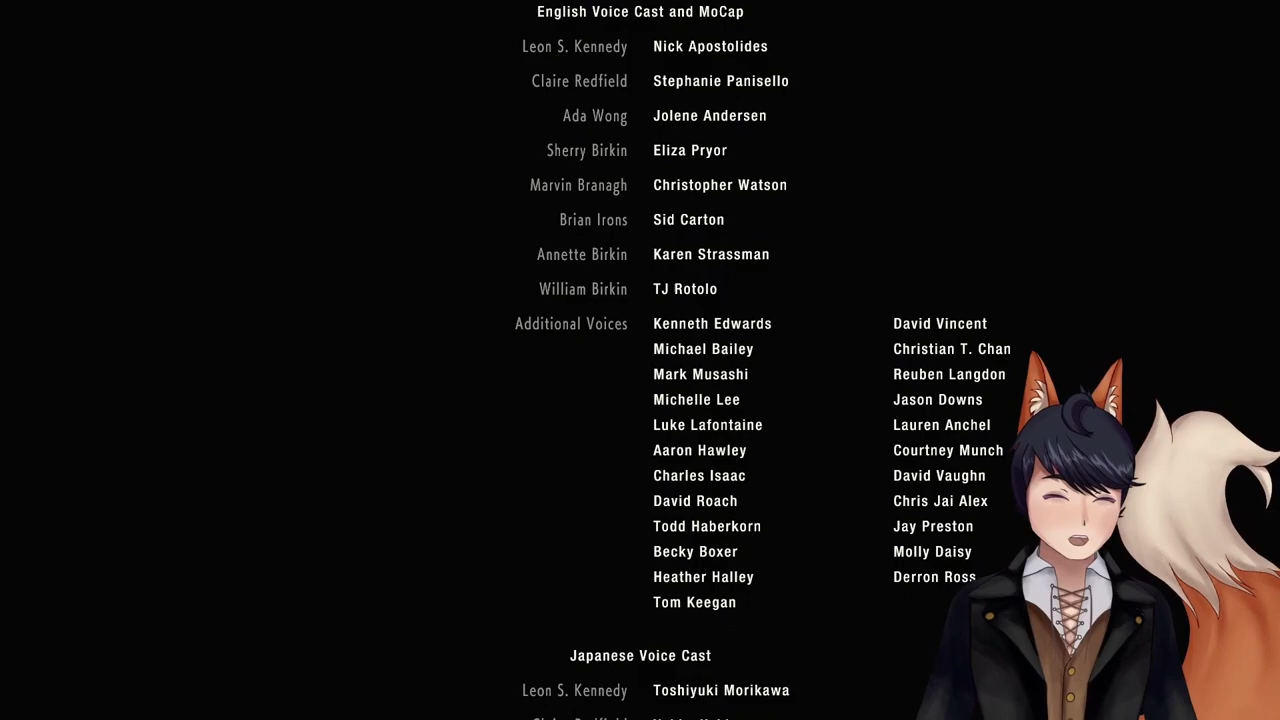 English Voice Cast and MoCap
Leon S. Kennedy Nick Apostolides
Claire Redfield Stephanie Panisello
Ada Wong Jolene Andersen
Sherry Birkin Eliza Pryor
Marvin Branagh Christopher Watson
Brian Irons Sid Carton
Annette Birkin Karen Strassman
William Birkin TJ Rotolo
Additional Voices Kenneth Edwards David Vincent
Michael Bailey Christian T. Chan
Mark Musashi Reuben Langdon
Michelle Lee Jason Downs
Luke Lafontaine Lauren Anchel
Aaron Hawley Courtney Munch
Charles Isaac David Vaughn
David Roach Chris Jai Alex
Todd Haberkorn Jay Preston
Becky Boxer Molly Daisy
Heather Halley Derron Ross
Tom Keegan
Japanese Voice Cast
Leon S. Kennedy Toshiyuki Morikawa